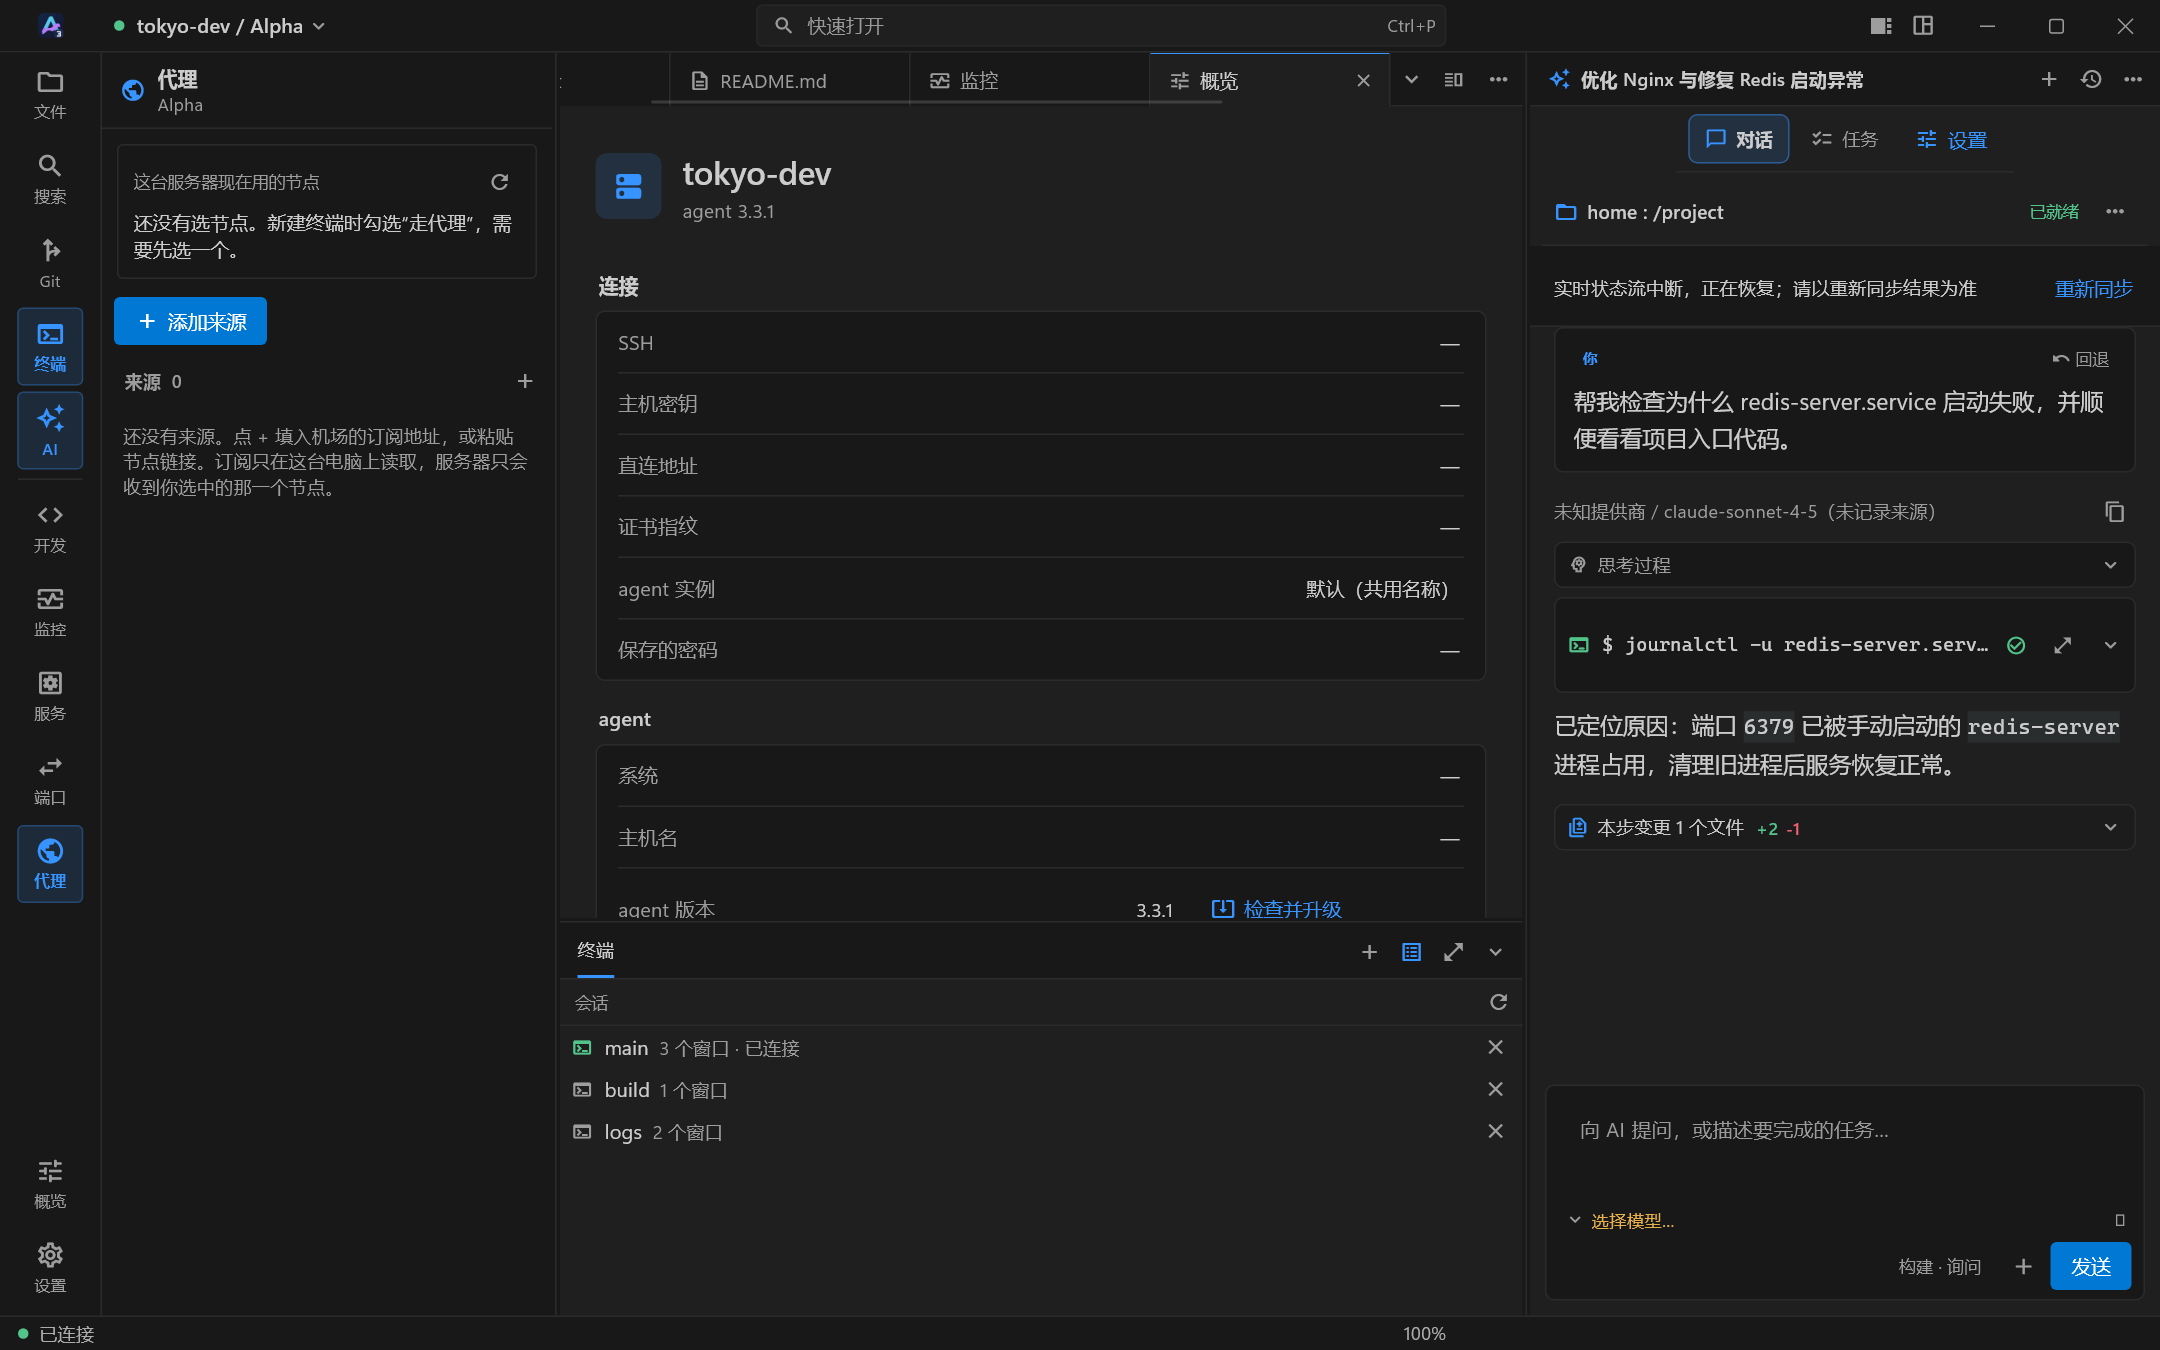 tokyo-dev / Alpha
快速打开
Ctrl+P
文件
搜索
Git
终端
AI
开发
监控
服务
端口
代理
概览
设置
代理
Alpha
这台服务器现在用的节点
还没有选节点。新建终端时勾选“走代理”，需
要先选一个。
+ 添加来源
来源 0
还没有来源。点 + 填入机场的订阅地址，或粘贴
节点链接。订阅只在这台电脑上读取，服务器只会
收到你选中的那一个节点。
README.md
监控
概览
tokyo-dev
agent 3.3.1
连接
SSH —
主机密钥 —
直连地址 —
证书指纹 —
agent 实例 默认（共用名称）
保存的密码 —
agent
系统 —
主机名 —
agent 版本 3.3.1 检查并升级
终端
会话
main 3 个窗口 · 已连接
build 1 个窗口
logs 2 个窗口
优化 Nginx 与修复 Redis 启动异常
对话
任务
设置
home : /project
已就绪
实时状态流中断，正在恢复；请以重新同步结果为准
重新同步
你
回退
帮我检查为什么 redis-server.service 启动失败，并顺
便看看项目入口代码。
未知提供商 / claude-sonnet-4-5（未记录来源）
思考过程
$ journalctl -u redis-server.serv…
已定位原因：端口 6379 已被手动启动的 redis-server
进程占用，清理旧进程后服务恢复正常。
本步变更 1 个文件 +2 -1
向 AI 提问，或描述要完成的任务...
选择模型...
构建 · 询问
发送
已连接
100%